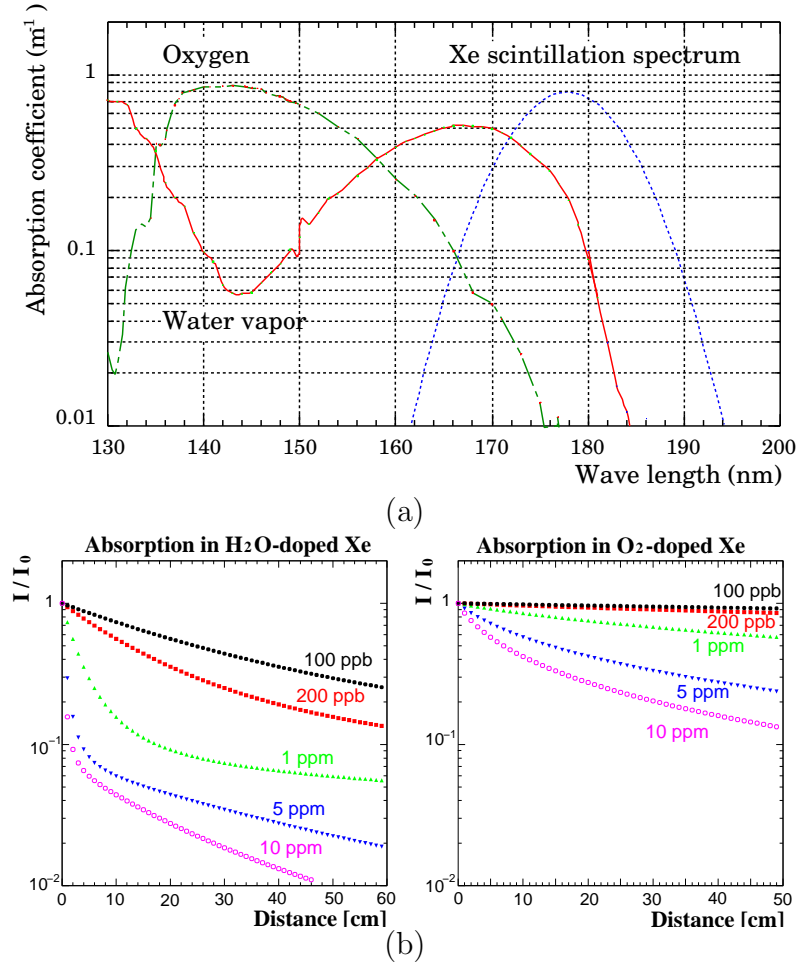 Absorption coefficient (m⁻¹)
Oxygen
Xe scintillation spectrum
Water vapor
1
0.1
0.01
130 140 150 160 170 180 190 200
Wave length (nm)
(a)
Absorption in H₂O-doped Xe
I / I₀
1
10⁻¹
10⁻²
100 ppb
200 ppb
1 ppm
5 ppm
10 ppm
0 10 20 30 40 50 60
Distance [cm]
Absorption in O₂-doped Xe
I / I₀
1
10⁻¹
10⁻²
100 ppb
200 ppb
1 ppm
5 ppm
10 ppm
0 10 20 30 40 50
Distance [cm]
(b)